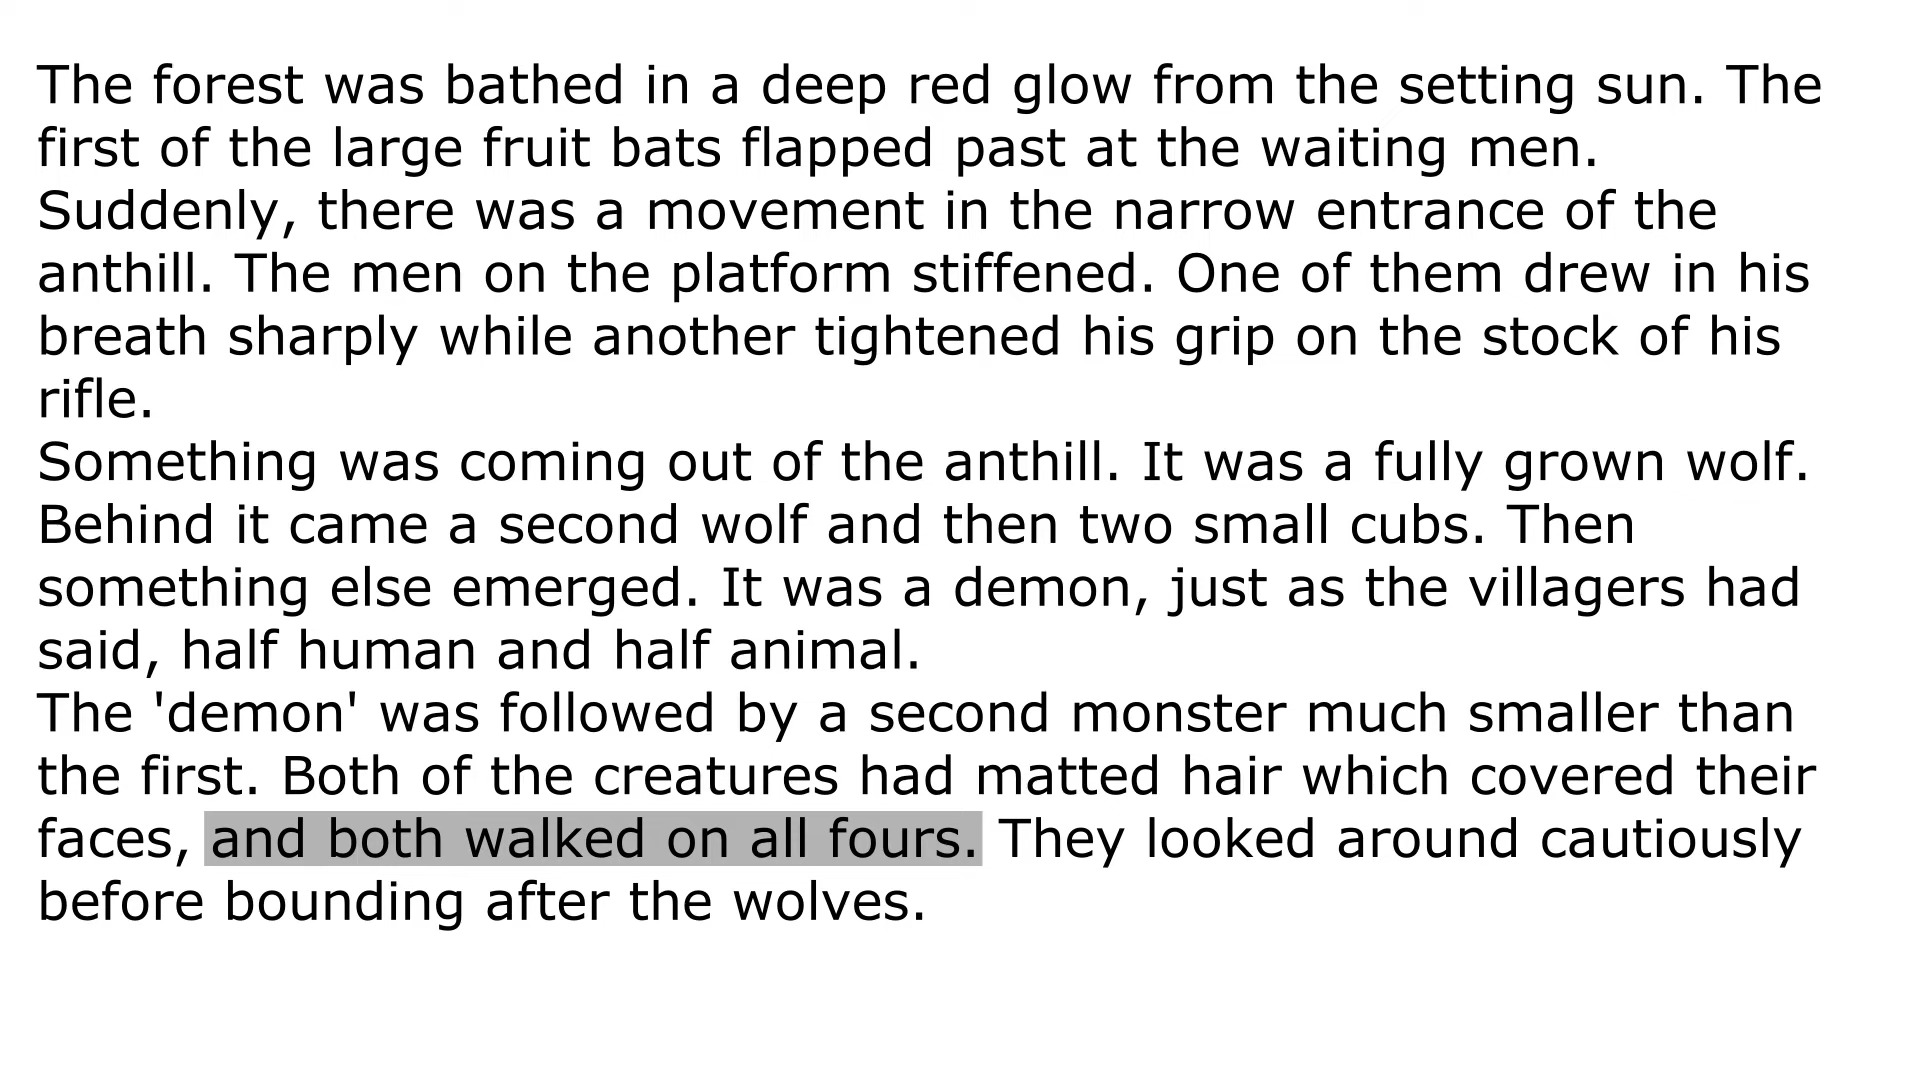 The forest was bathed in a deep red glow from the setting sun. The
first of the large fruit bats flapped past at the waiting men.
Suddenly, there was a movement in the narrow entrance of the
anthill. The men on the platform stiffened. One of them drew in his
breath sharply while another tightened his grip on the stock of his
rifle.
Something was coming out of the anthill. It was a fully grown wolf.
Behind it came a second wolf and then two small cubs. Then
something else emerged. It was a demon, just as the villagers had
said, half human and half animal.
The 'demon' was followed by a second monster much smaller than
the first. Both of the creatures had matted hair which covered their
faces, and both walked on all fours. They looked around cautiously
before bounding after the wolves.